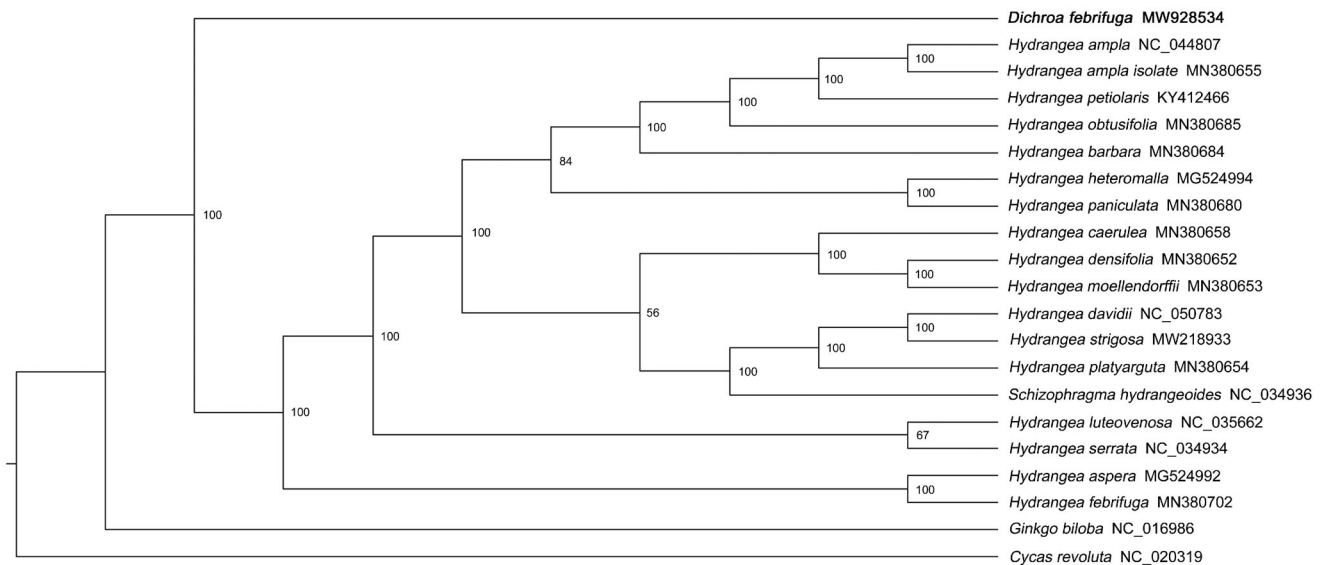 Dichroa febrifuga MW928534
Hydrangea ampla NC_044807
100
Hydrangea ampla isolate MN380655
100
Hydrangea petiolaris KY412466
100
Hydrangea obtusifolia MN380685
100
Hydrangea barbara MN380684
84
Hydrangea heteromalla MG524994
100
Hydrangea paniculata MN380680
100
100
Hydrangea caerulea MN380658
100
Hydrangea densifolia MN380652
100
Hydrangea moellendorffii MN380653
56
Hydrangea davidii NC_050783
100
Hydrangea strigosa MW218933
100
100
Hydrangea platyarguta MN380654
100
Schizophragma hydrangeoides NC_034936
100
Hydrangea luteovenosa NC_035662
67
Hydrangea serrata NC_034934
Hydrangea aspera MG524992
100
Hydrangea febrifuga MN380702
Ginkgo biloba NC_016986
Cycas revoluta NC_020319